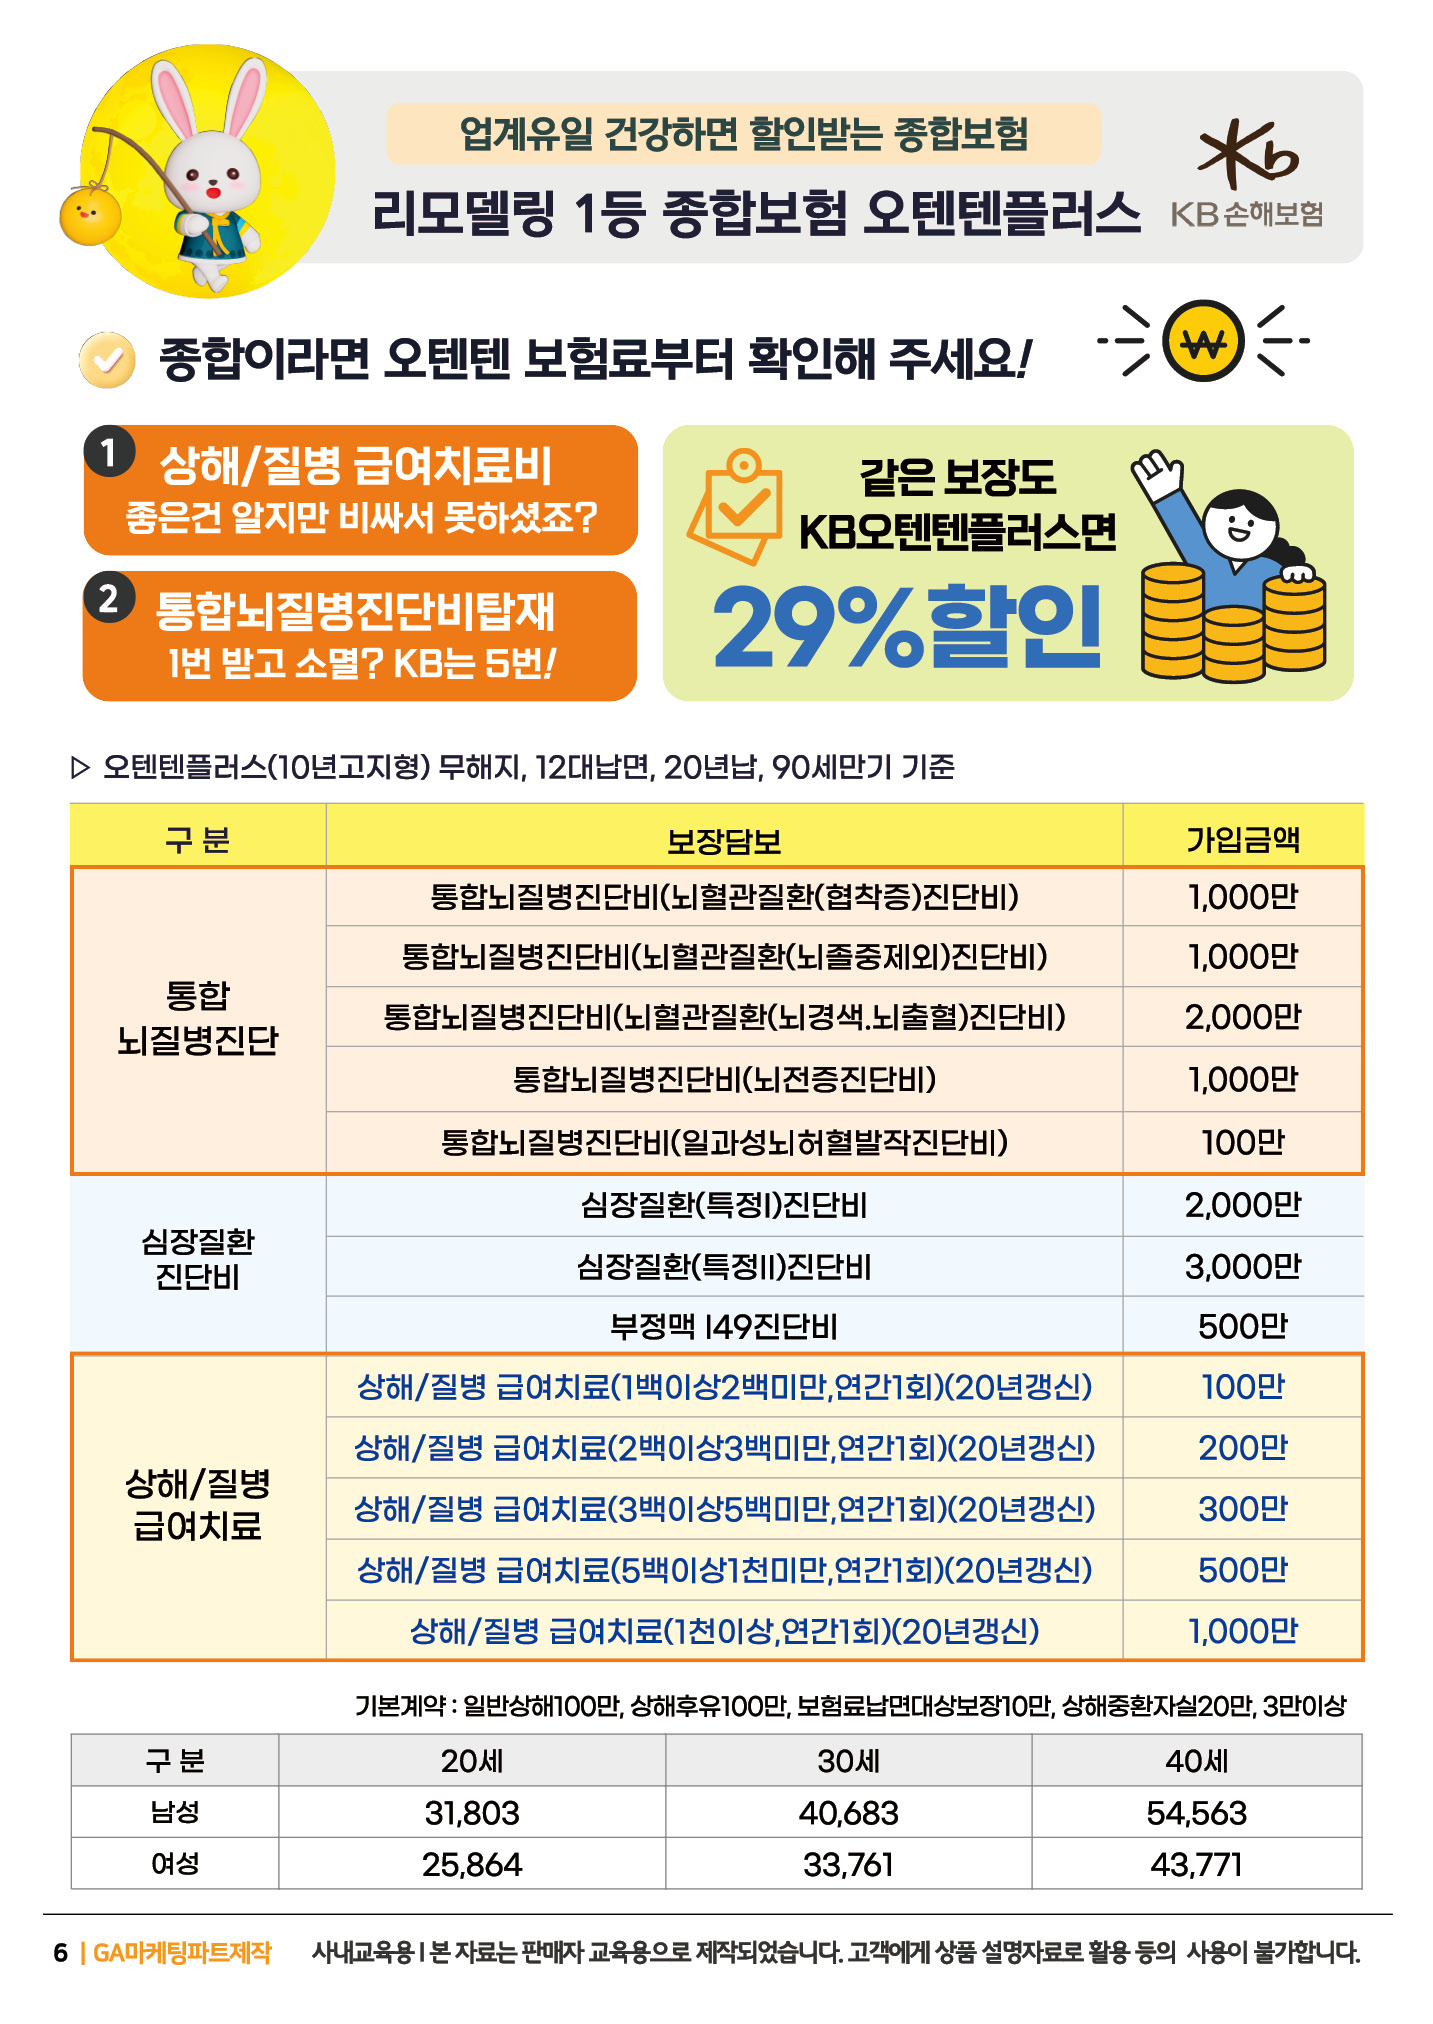 업계유일 건강하면 할인받는 종합보험
리모델링 1등 종합보험 오텐텐플러스
Kb
KB손해보험
종합이라면 오텐텐 보험료부터 확인해 주세요!
₩
1
상해/질병 급여치료비
좋은건 알지만 비싸서 못하셨죠?
2
통합뇌질병진단비탑재
1번 받고 소멸? KB는 5번!
같은 보장도
KB오텐텐플러스면
29%할인
▷ 오텐텐플러스(10년고지형) 무해지, 12대납면, 20년납, 90세만기 기준
구 분 보장담보 가입금액
통합
뇌질병진단
통합뇌질병진단비(뇌혈관질환(협착증)진단비) 1,000만
통합뇌질병진단비(뇌혈관질환(뇌졸중제외)진단비) 1,000만
통합뇌질병진단비(뇌혈관질환(뇌경색.뇌출혈)진단비) 2,000만
통합뇌질병진단비(뇌전증진단비) 1,000만
통합뇌질병진단비(일과성뇌허혈발작진단비) 100만
심장질환
진단비
심장질환(특정I)진단비 2,000만
심장질환(특정II)진단비 3,000만
부정맥 I49진단비 500만
상해/질병
급여치료
상해/질병 급여치료(1백이상2백미만,연간1회)(20년갱신) 100만
상해/질병 급여치료(2백이상3백미만,연간1회)(20년갱신) 200만
상해/질병 급여치료(3백이상5백미만,연간1회)(20년갱신) 300만
상해/질병 급여치료(5백이상1천미만,연간1회)(20년갱신) 500만
상해/질병 급여치료(1천이상,연간1회)(20년갱신) 1,000만
기본계약 : 일반상해100만, 상해후유100만, 보험료납면대상보장10만, 상해중환자실20만, 3만이상
구 분 20세 30세 40세
남성 31,803 40,683 54,563
여성 25,864 33,761 43,771
6 | GA마케팅파트제작 사내교육용 I 본 자료는 판매자 교육용으로 제작되었습니다. 고객에게 상품 설명자료로 활용 등의 사용이 불가합니다.